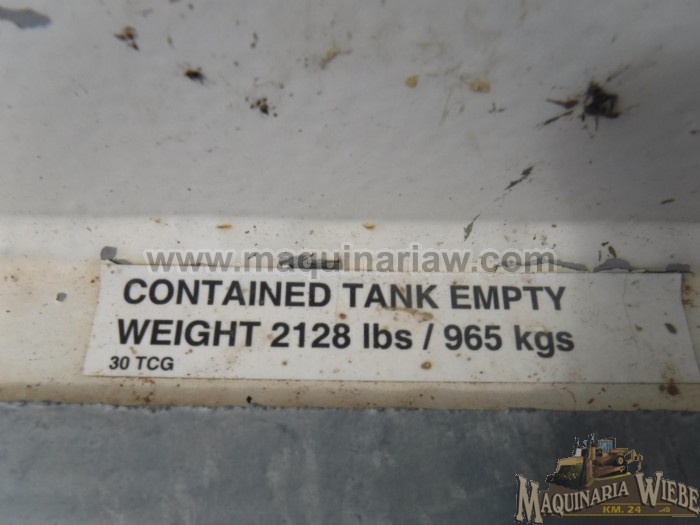 www.maquinariaw.com
CONTAINED TANK EMPTY
WEIGHT 2128 lbs / 965 kgs
30 TCG
MAQUINARIA WIEBE
KM. 24